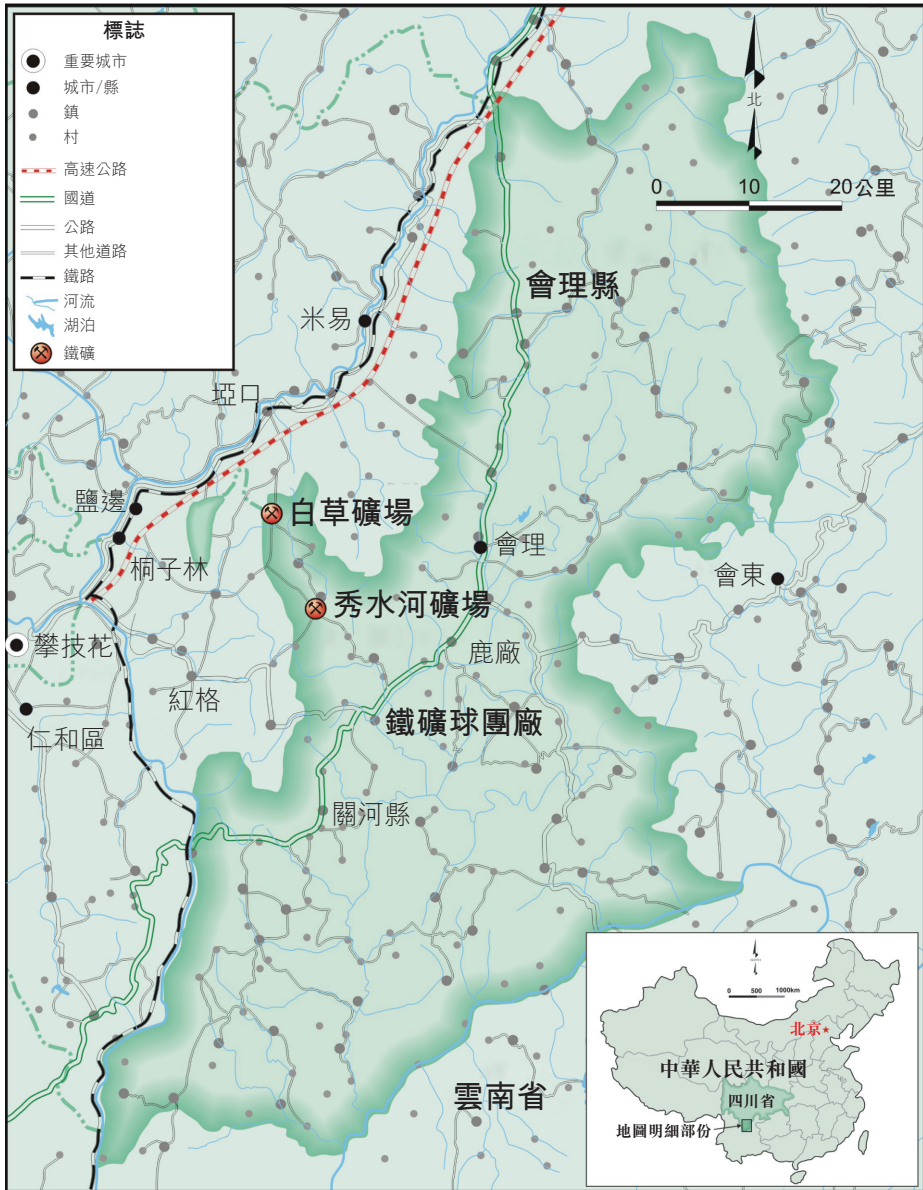 標誌
重要城市
城市/縣
鎮
村
高速公路
國道
公路
其他道路
鐵路
河流
湖泊
鐵礦
北
0 10 20公里
會理縣
米易
埡口
鹽邊
白草礦場
桐子林
會理
會東
秀水河礦場
攀技花
鹿廠
紅格
鐵礦球團廠
仁和區
關河縣
雲南省
0 500 1000km
北京
中華人民共和國
四川省
地圖明細部份